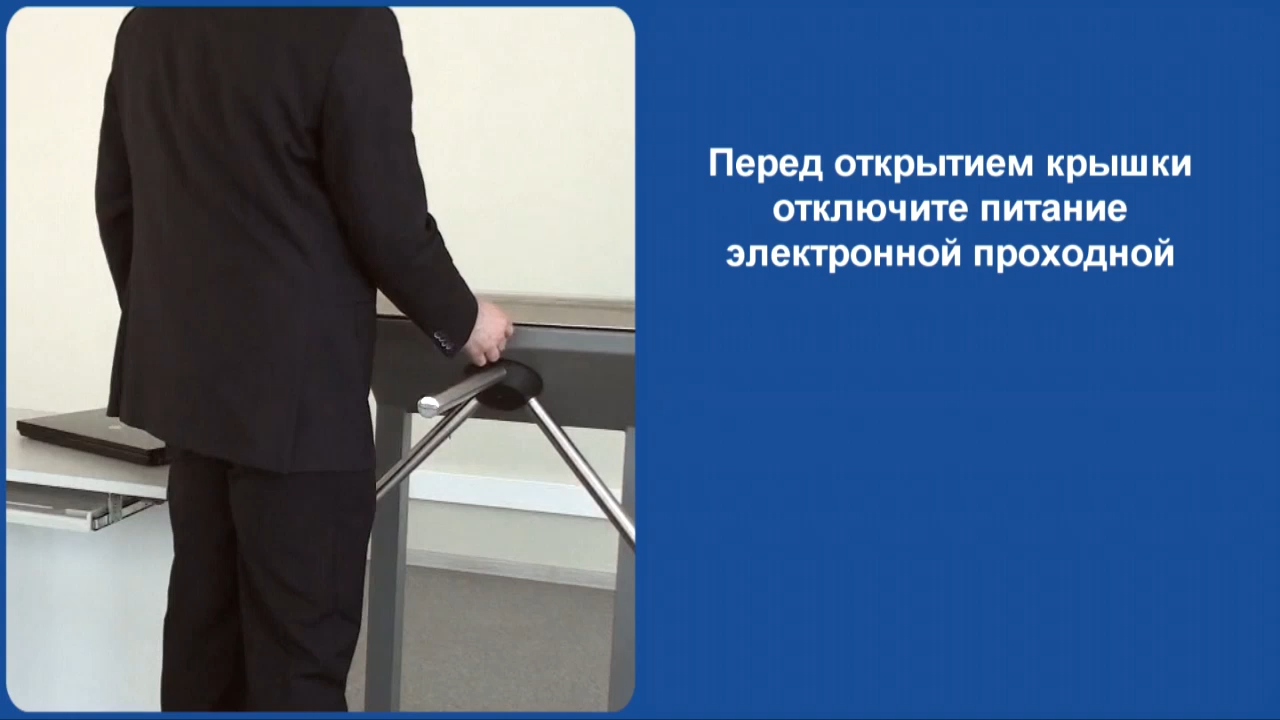 Перед открытием крышки
отключите питание
электронной проходной